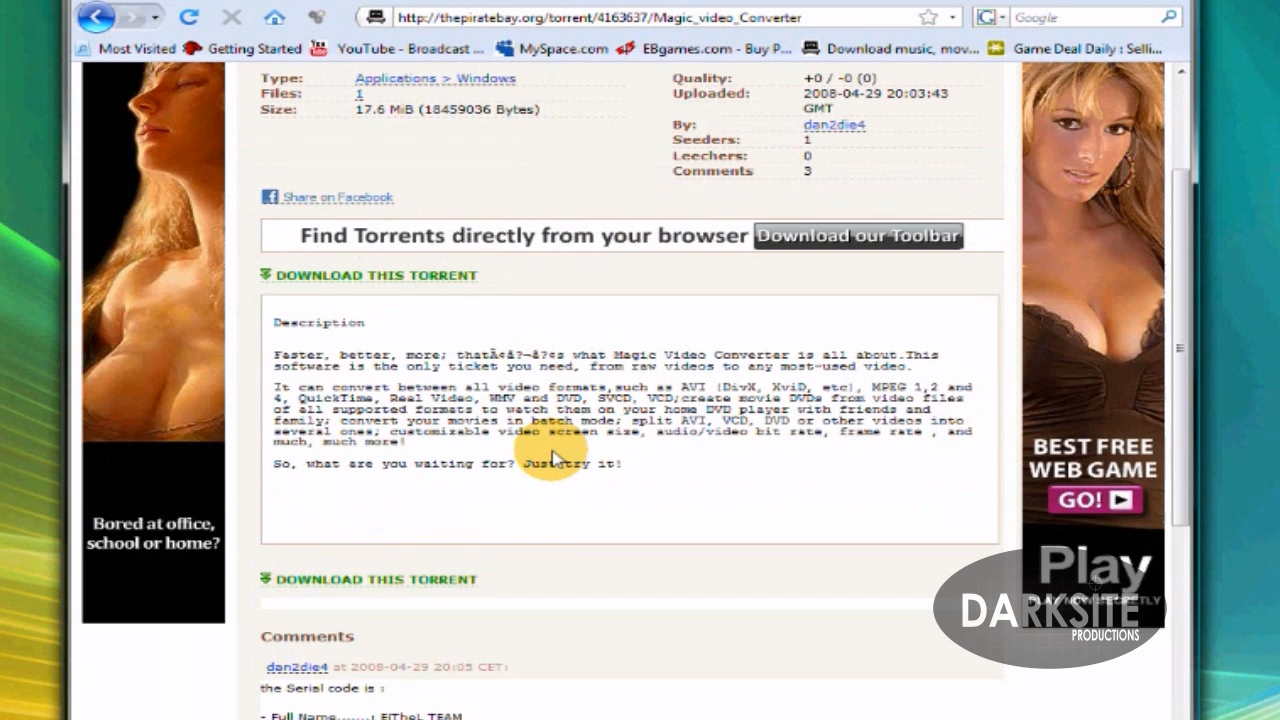 http://thepiratebay.org/torrent/4163637/Magic_video_Converter
Google
Most Visited Getting Started YouTube - Broadcast ... MySpace.com EBgames.com - Buy P... Download music, mov... Game Deal Daily : Selli...
Type: Applications > Windows
Files: 1
Size: 17.6 MiB (18459036 Bytes)
Quality: +0 / -0 (0)
Uploaded: 2008-04-29 20:03:43
GMT
By: dan2die4
Seeders: 1
Leechers: 0
Comments 3
Share on Facebook
Find Torrents directly from your browser Download our Toolbar
DOWNLOAD THIS TORRENT
Description
Faster, better, more; what Magic Video Converter is all about.This
software is the only ticket you need, from raw videos to any most-used video.
It can convert between all video formats,such as AVI (DivX, XviD, etc), MPEG 1,2 and
4, QuickTime, Real Video, WMV and DVD, SVCD, VCD;create movie DVDs from video files
of all supported formats to watch them on your home DVD player with friends and
family; convert your movies in batch mode; split AVI, VCD, DVD or other videos into
several ones; customizable video screen size, audio/video bit rate, frame rate , and
much, much more!
So, what are you waiting for? Just try it!
DOWNLOAD THIS TORRENT
Comments
dan2die4 at 2008-04-29 20:05 CET:
the Serial code is :
- Full Name.......: EiTheL TEAM
Bored at office,
school or home?
BEST FREE
WEB GAME
GO!
Play
DARKSITE
PRODUCTIONS